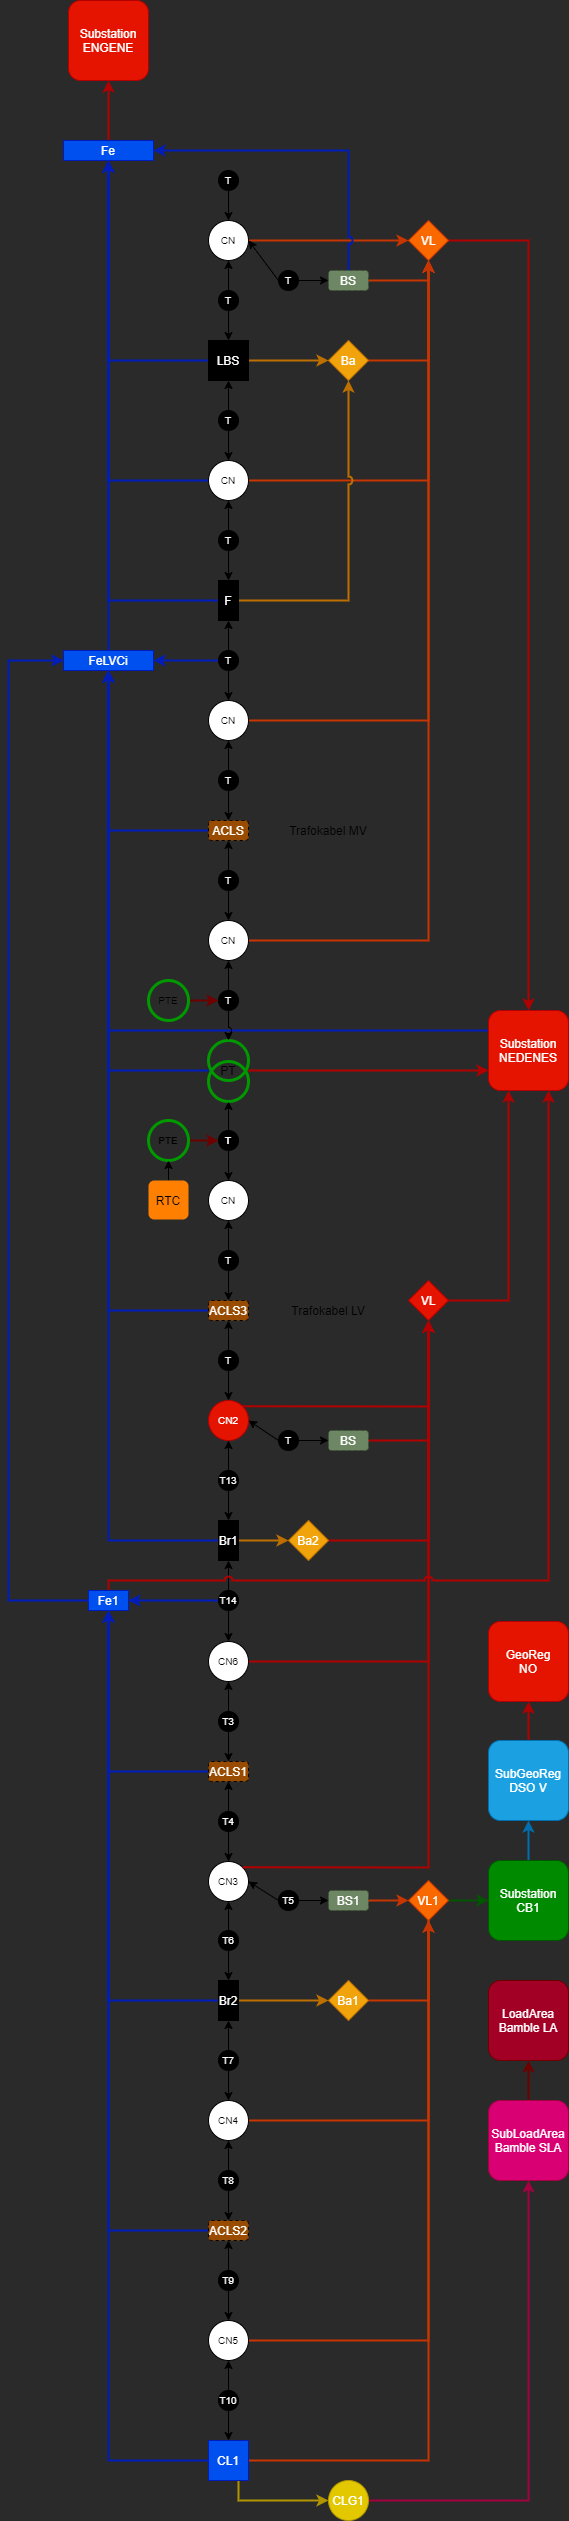 Substation
ENGENE
Fe
T
CN
VL
T
BS
T
LBS
Ba
T
CN
T
F
FeLVCi
T
CN
T
ACLS
Trafokabel MV
T
CN
PTE
T
Substation
NEDENES
PT
PTE
T
RTC
CN
T
VL
ACLS3
Trafokabel LV
T
CN2
T
BS
T13
Br1
Ba2
Fe1
T14
CN6
GeoReg
NO
T3
ACLS1
SubGeoReg
DSO V
T4
CN3
T5
BS1
VL1
Substation
CB1
T6
Br2
Ba1
LoadArea
Bamble LA
T7
CN4
SubLoadArea
Bamble SLA
T8
ACLS2
T9
CN5
T10
CL1
CLG1